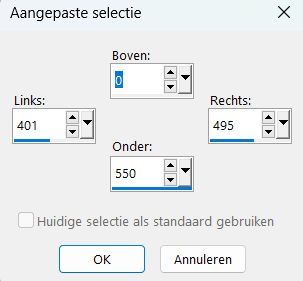 Aangepaste selectie
Boven:
0
Links:
401
Rechts:
495
Onder:
550
Huidige selectie als standaard gebruiken
OK
Annuleren